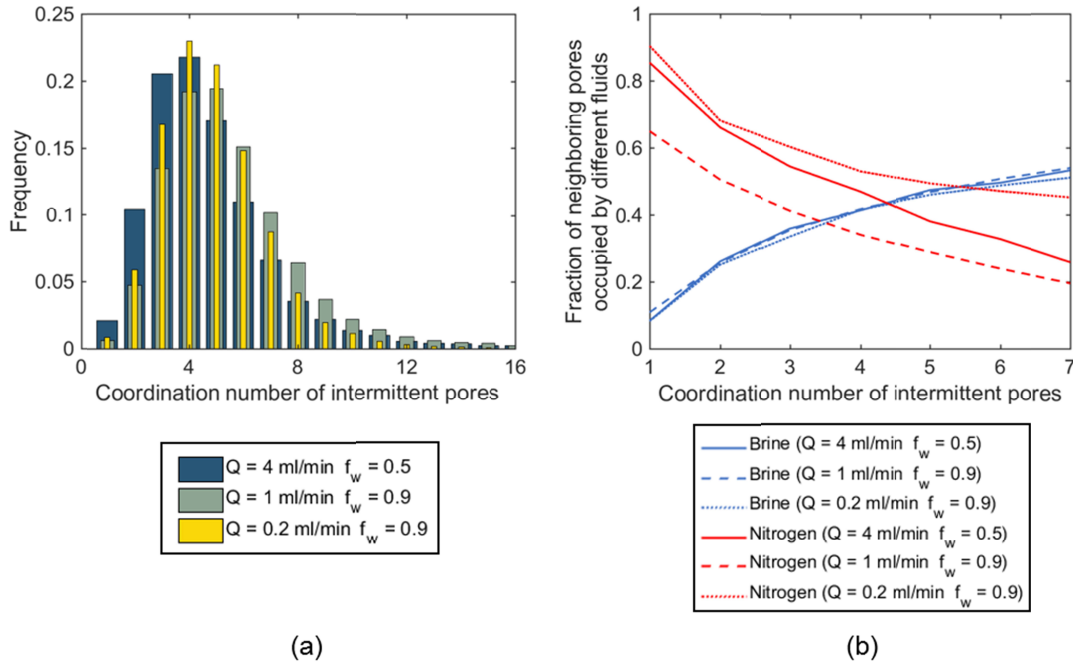 Frequency
0.25
0.2
0.15
0.1
0.05
0
0 4 8 12 16
Coordination number of intermittent pores
Q = 4 ml/min f_w = 0.5
Q = 1 ml/min f_w = 0.9
Q = 0.2 ml/min f_w = 0.9
(a)
Fraction of neighboring pores
occupied by different fluids
1
0.8
0.6
0.4
0.2
0
1 2 3 4 5 6 7
Coordination number of intermittent pores
Brine (Q = 4 ml/min f_w = 0.5)
Brine (Q = 1 ml/min f_w = 0.9)
Brine (Q = 0.2 ml/min f_w = 0.9)
Nitrogen (Q = 4 ml/min f_w = 0.5)
Nitrogen (Q = 1 ml/min f_w = 0.9)
Nitrogen (Q = 0.2 ml/min f_w = 0.9)
(b)